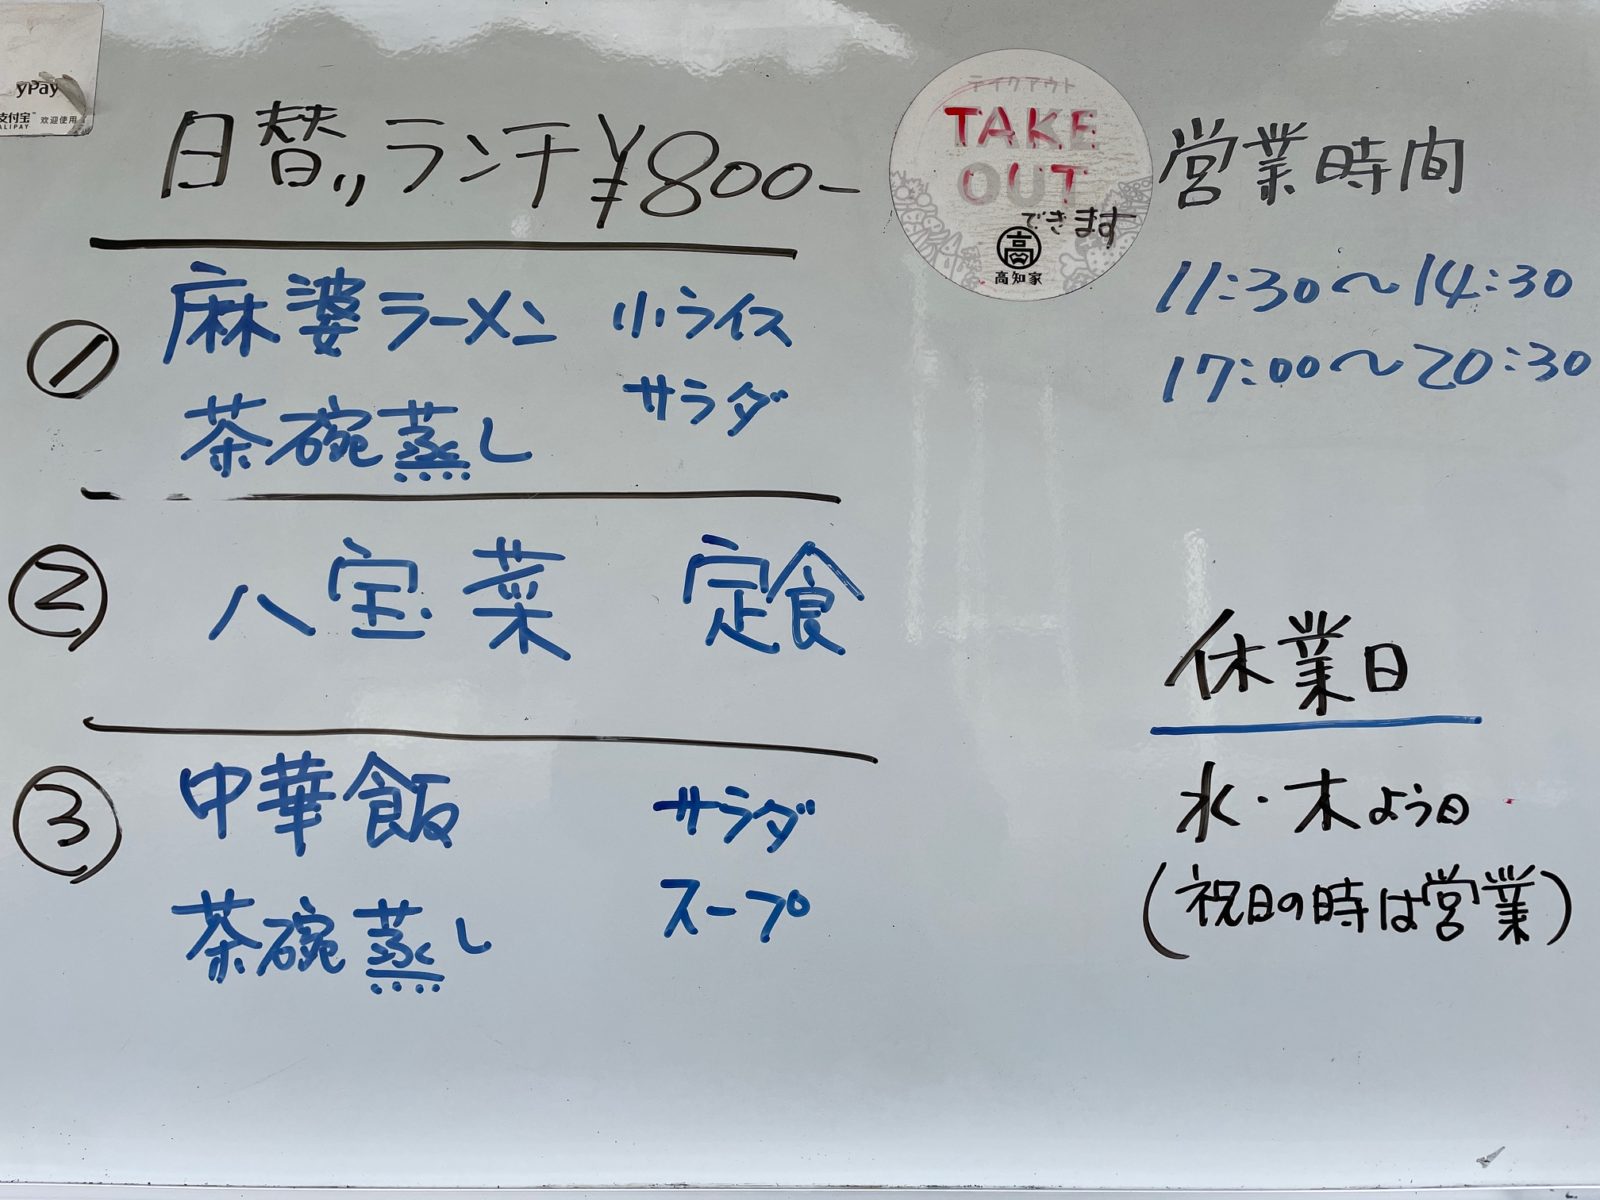 yPay
支付宝™ 欢迎使用
ALIPAY
日替りランチ ¥800-
① 麻婆ラーメン 小ライス
茶碗蒸し サラダ
② 八宝菜 定食
③ 中華飯 サラダ
茶碗蒸し スープ
テイクアウト
TAKE
OUT
できます
高
高知家
営業時間
11:30〜14:30
17:00〜20:30
休業日
水・木よう日
(祝日の時は営業)